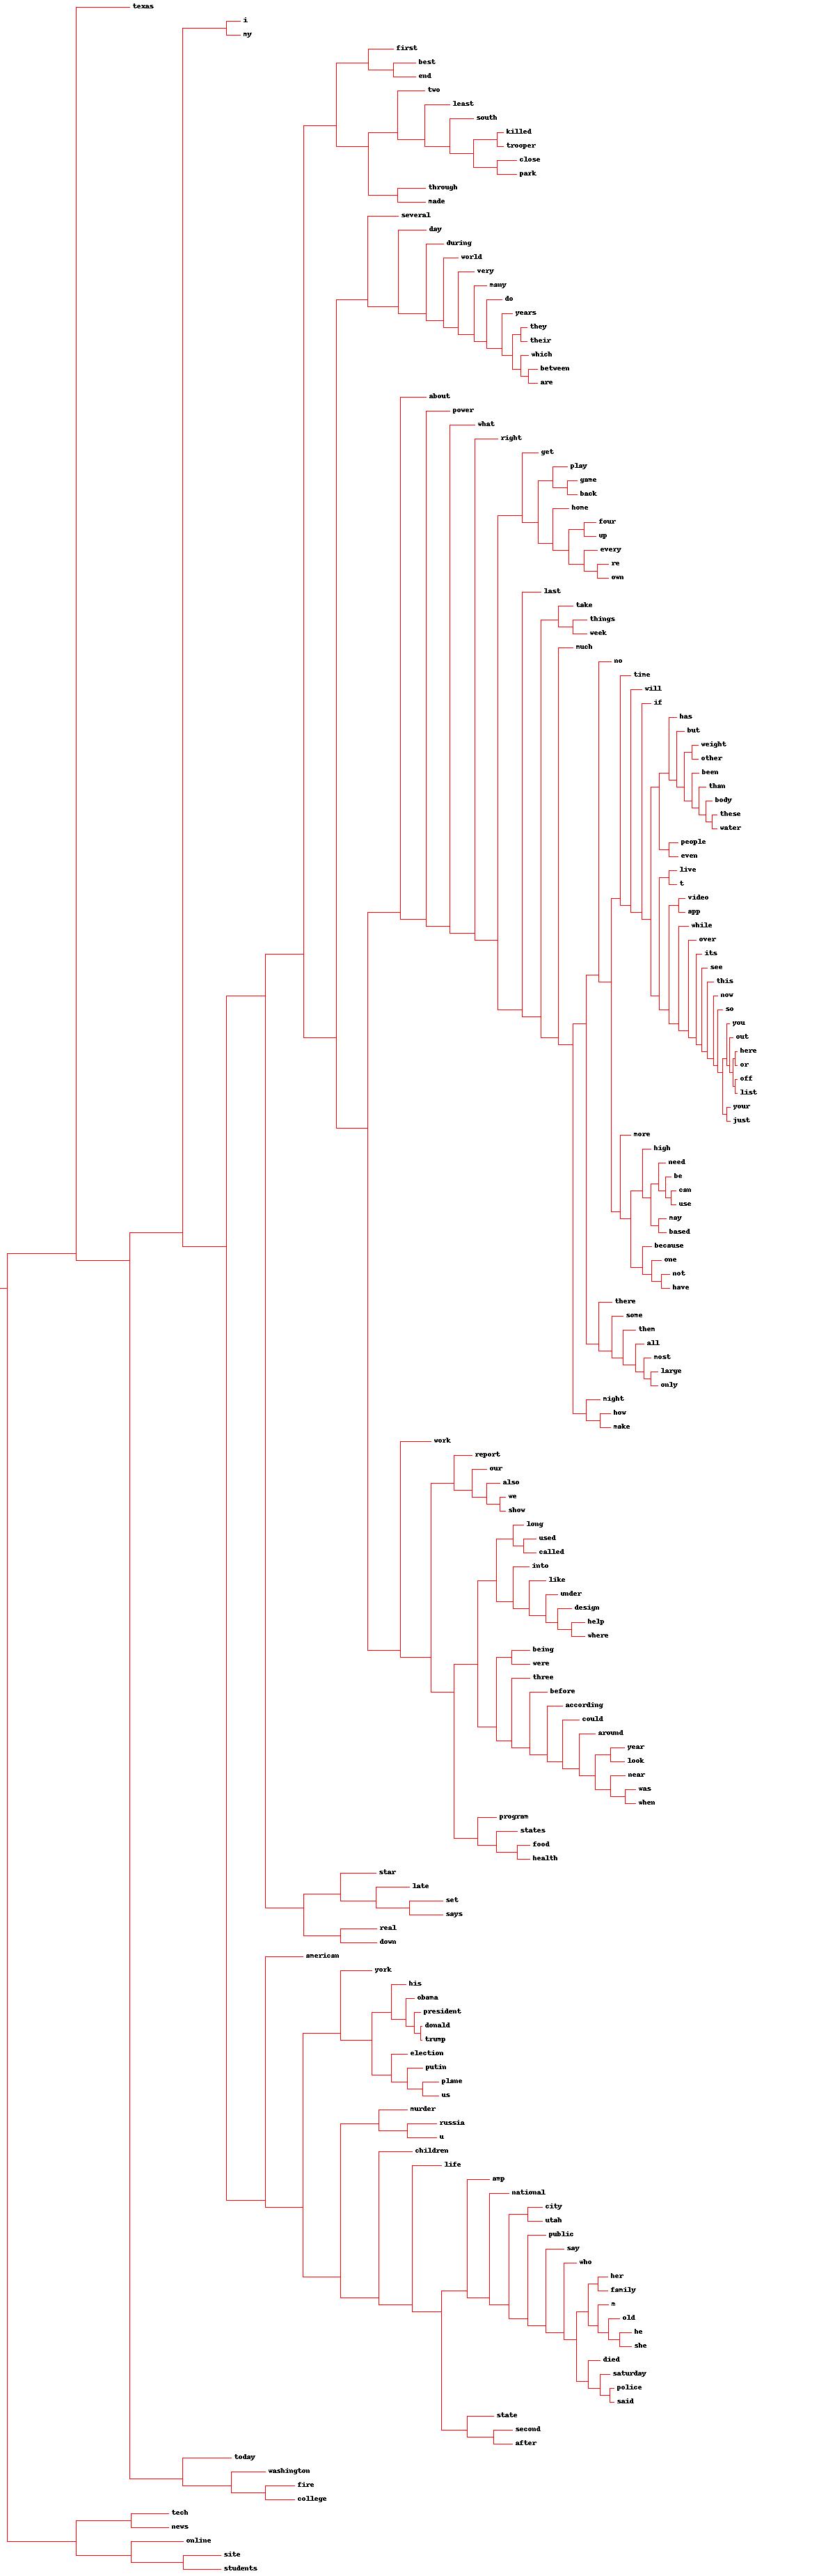 texas
i
my
first
best
end
two
least
south
killed
trooper
close
park
through
made
several
day
during
world
very
many
do
years
they
their
which
between
are
about
power
what
right
get
play
game
back
home
four
up
every
re
own
last
take
things
week
much
no
time
will
if
has
but
weight
other
been
than
body
these
water
people
even
live
t
video
app
while
over
its
see
this
now
so
you
out
here
or
off
list
your
just
more
high
need
be
can
use
may
based
because
one
not
have
there
some
them
all
most
large
only
might
how
make
work
report
our
also
we
show
long
used
called
into
like
under
design
help
where
being
were
three
before
according
could
around
year
look
near
was
when
program
states
food
health
star
late
set
says
real
down
american
york
his
obama
president
donald
trump
election
putin
plane
us
murder
russia
u
children
life
amp
national
city
utah
public
say
who
her
family
m
old
he
she
died
saturday
police
said
state
second
after
today
washington
fire
college
tech
news
online
site
students